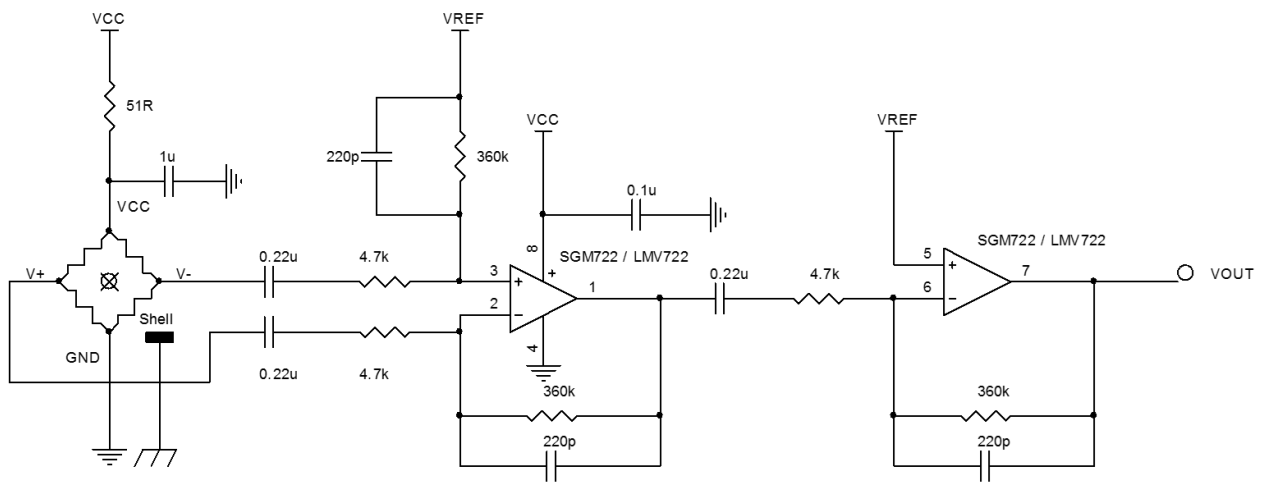 VCC
VREF
51R
VCC
VREF
1u
220p
360k
0.1u
VCC
8
SGM722 / LMV722
SGM722 / LMV722
V+
V-
0.22u
4.7k
3
+
+
1
0.22u
4.7k
5
+
7
VOUT
2
−
6
−
Shell
GND
4
0.22u
4.7k
360k
360k
220p
220p